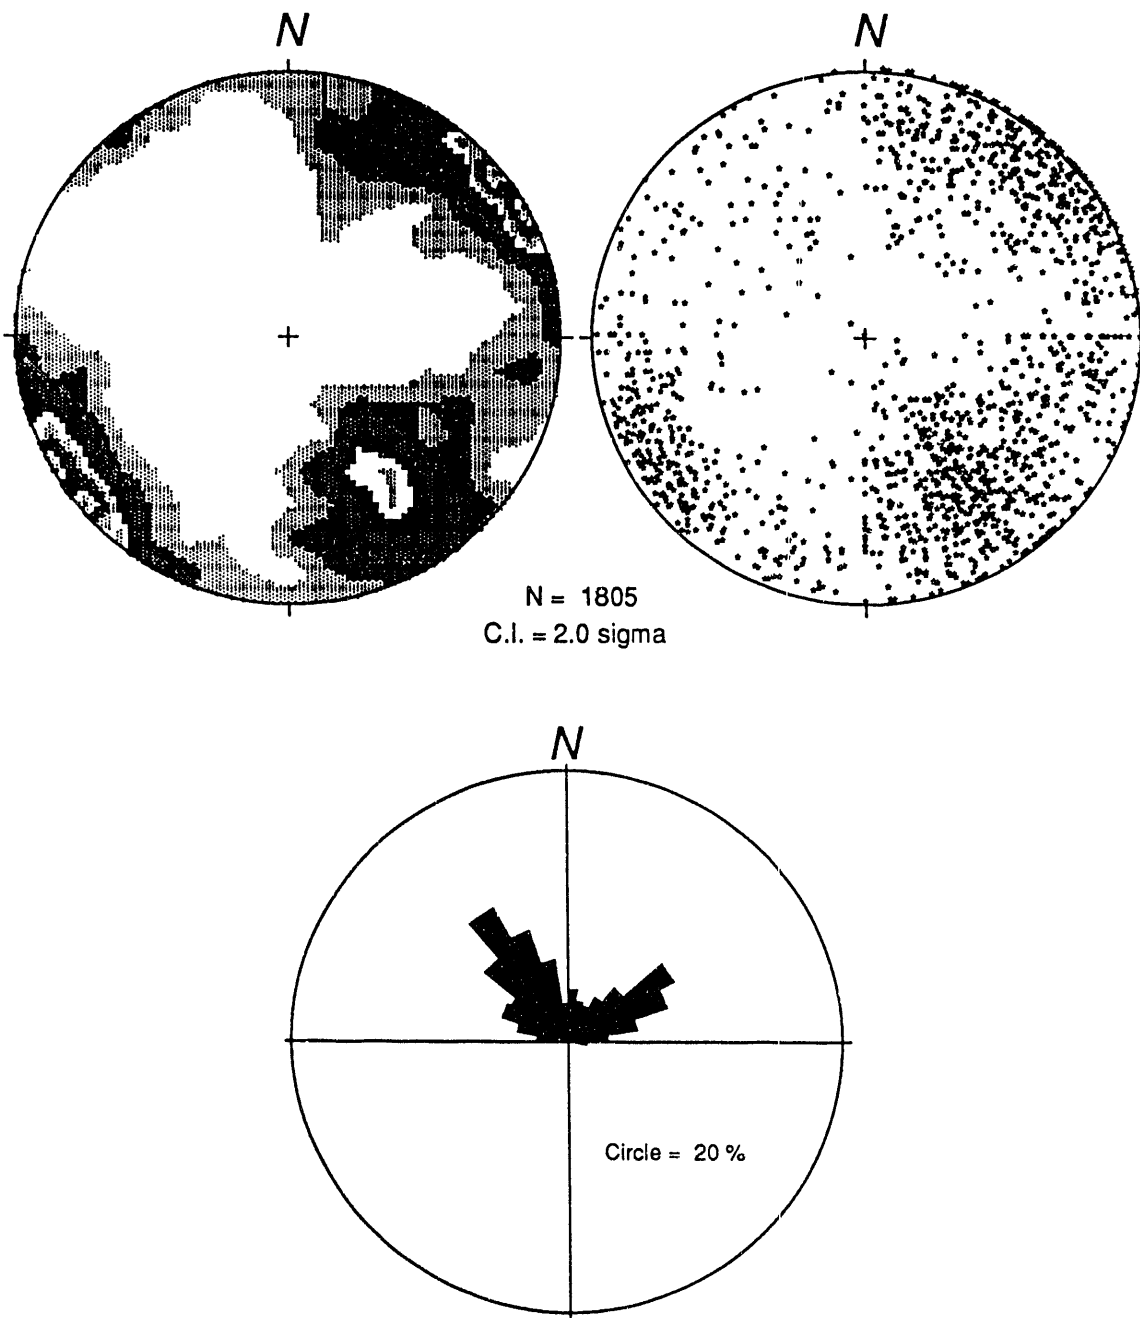 N
N
N = 1805
C.I. = 2.0 sigma
N
Circle = 20 %